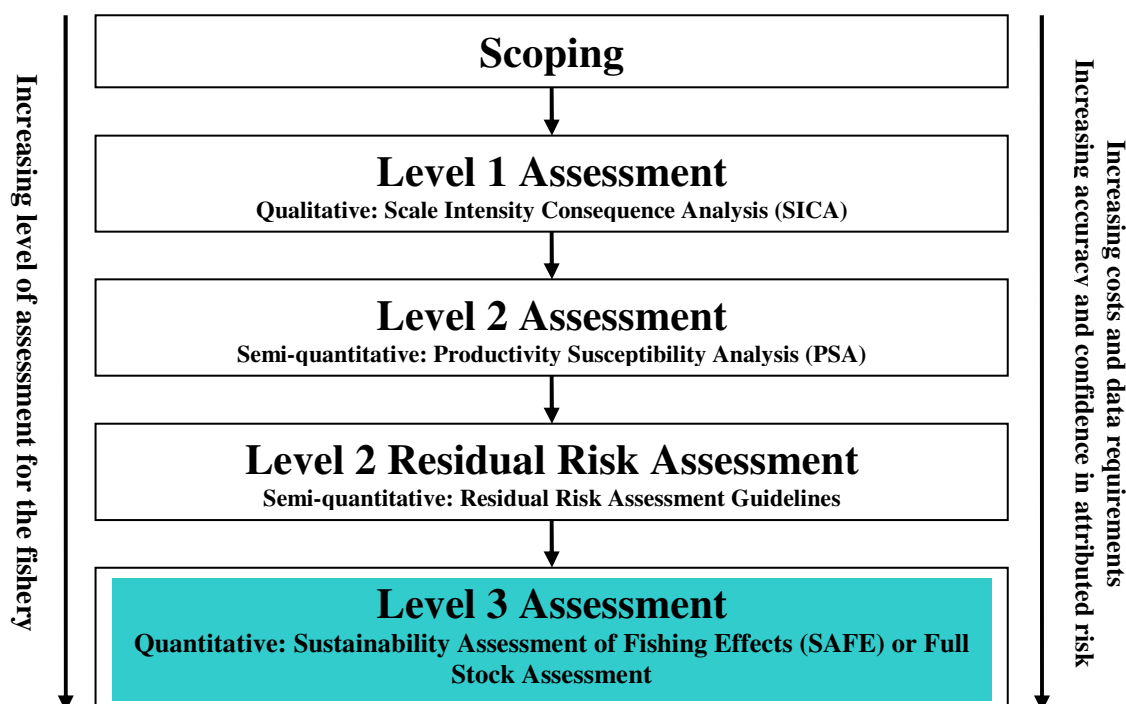 Scoping
Level 1 Assessment
Qualitative: Scale Intensity Consequence Analysis (SICA)
Level 2 Assessment
Semi-quantitative: Productivity Susceptibility Analysis (PSA)
Level 2 Residual Risk Assessment
Semi-quantitative: Residual Risk Assessment Guidelines
Level 3 Assessment
Quantitative: Sustainability Assessment of Fishing Effects (SAFE) or Full
Stock Assessment
Increasing level of assessment for the fishery
Increasing costs and data requirements
Increasing accuracy and confidence in attributed risk